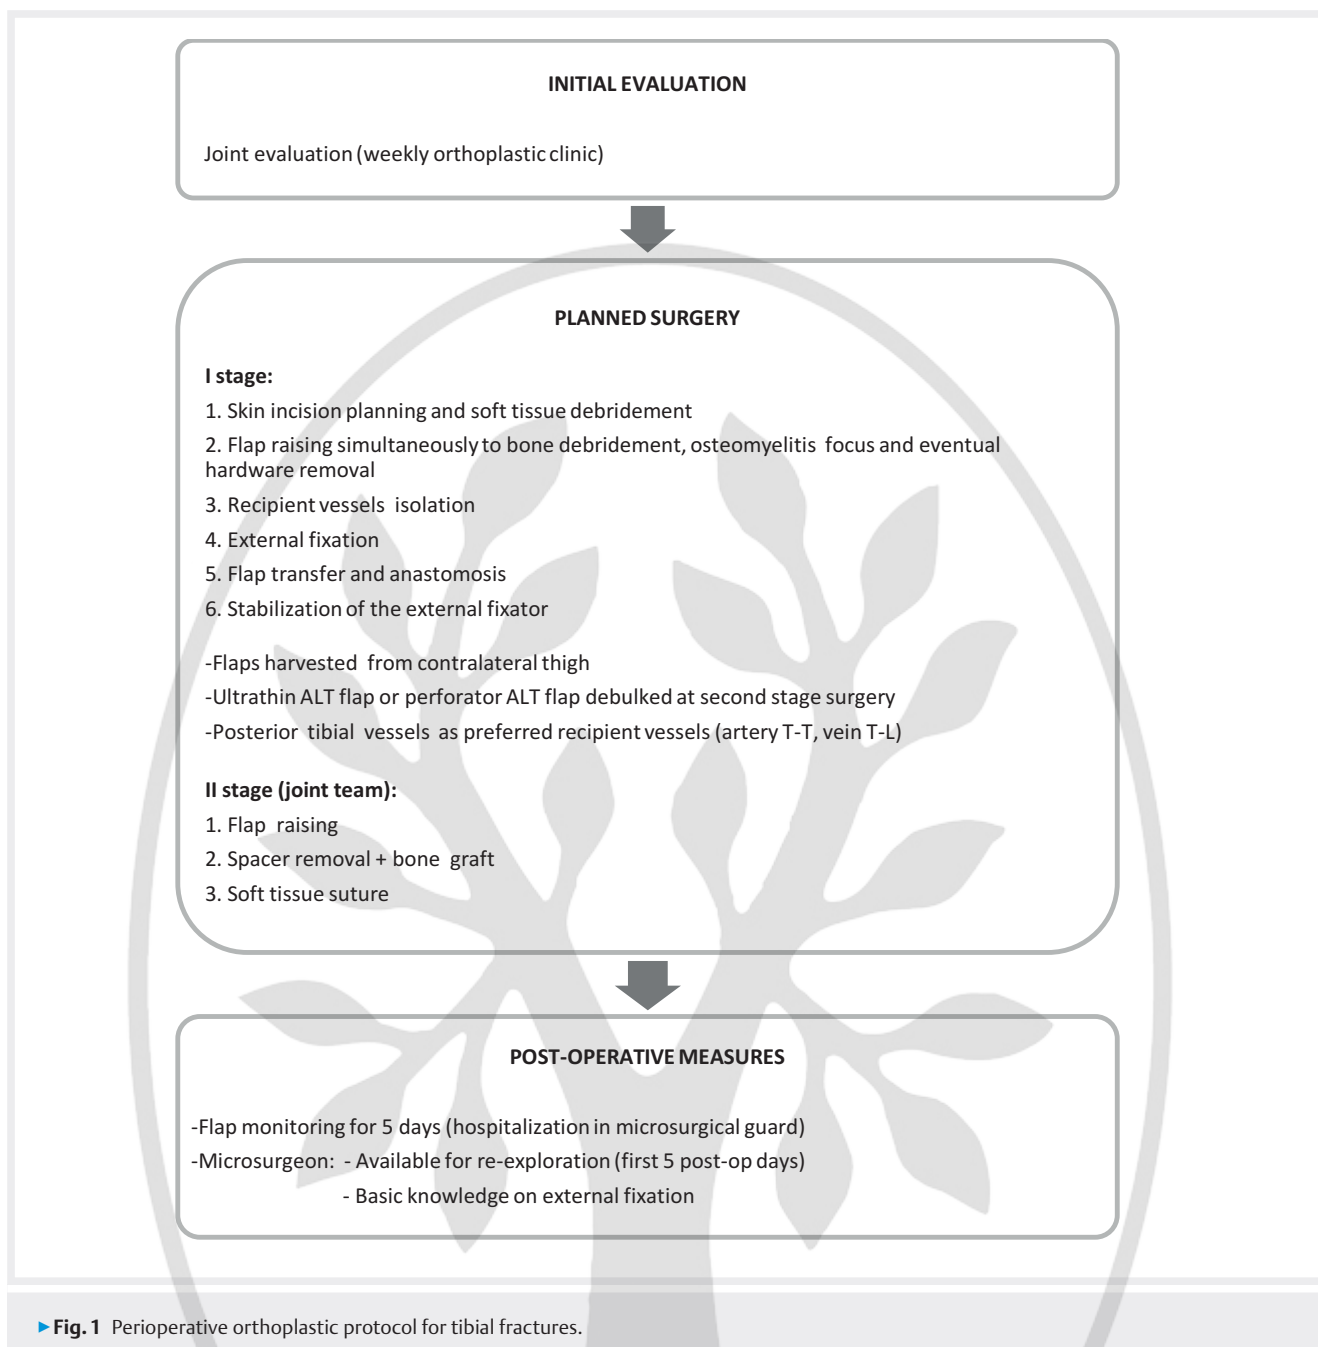 INITIAL EVALUATION
Joint evaluation (weekly orthoplastic clinic)
PLANNED SURGERY
I stage:
1. Skin incision planning and soft tissue debridement
2. Flap raising simultaneously to bone debridement, osteomyelitis focus and eventual
hardware removal
3. Recipient vessels isolation
4. External fixation
5. Flap transfer and anastomosis
6. Stabilization of the external fixator
-Flaps harvested from contralateral thigh
-Ultrathin ALT flap or perforator ALT flap debulked at second stage surgery
-Posterior tibial vessels as preferred recipient vessels (artery T-T, vein T-L)
II stage (joint team):
1. Flap raising
2. Spacer removal + bone graft
3. Soft tissue suture
POST-OPERATIVE MEASURES
-Flap monitoring for 5 days (hospitalization in microsurgical guard)
-Microsurgeon: - Available for re-exploration (first 5 post-op days)
- Basic knowledge on external fixation
►Fig. 1 Perioperative orthoplastic protocol for tibial fractures.